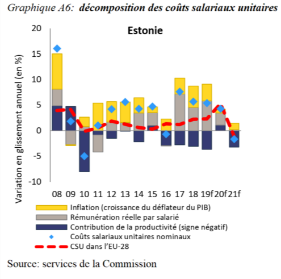 Graphique A6: décomposition des coûts salariaux unitaires
Estonie
Variation en glissement annuel (en %)
20
15
10
5
0
-5
-10
08 09 10 11 12 13 14 15 16 17 18 19f 20f 21f
Inflation (croissance du déflateur du PIB)
Rémunération réelle par salarié
Contribution de la productivité (signe négatif)
Coûts salariaux unitaires nominaux
CSU dans l'EU-28
Source: services de la Commission